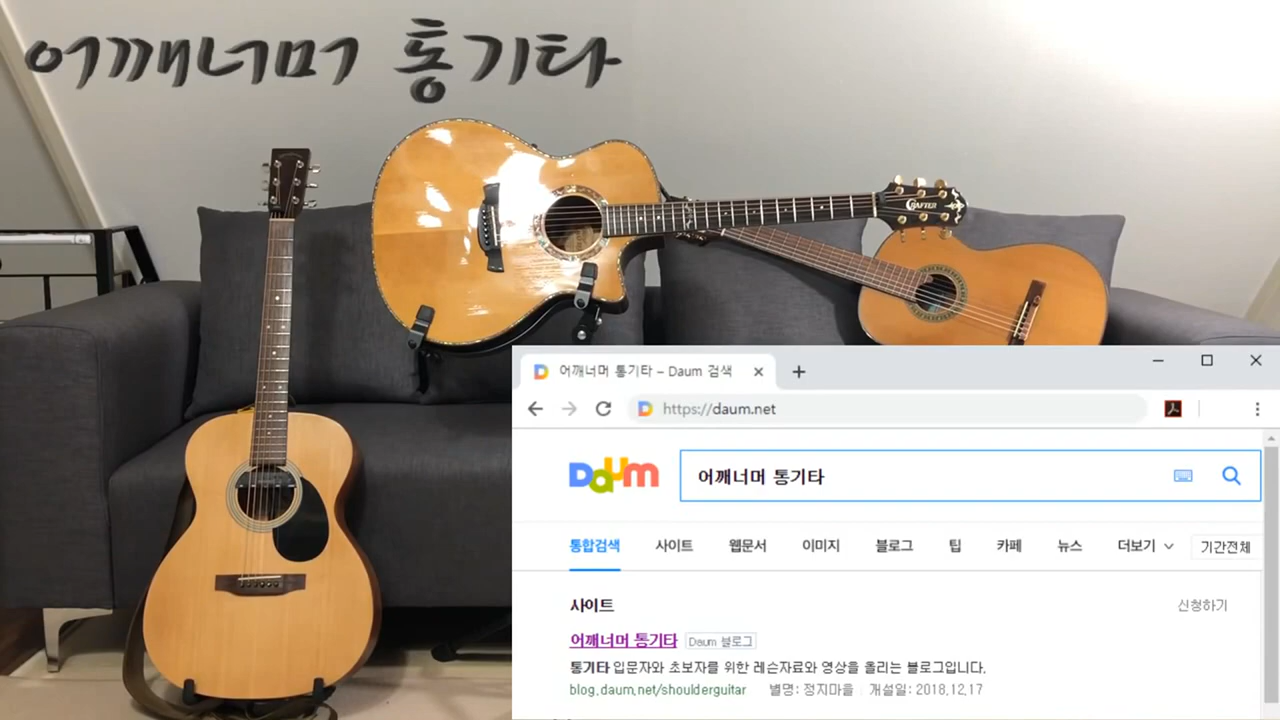 어깨너머 통기타
CRAFTER
어깨너머 통기타 – Daum 검색
https://daum.net
Daum
어깨너머 통기타
통합검색 사이트 웹문서 이미지 블로그 팁 카페 뉴스 더보기 기간전체
사이트 신청하기
어깨너머 통기타 Daum 블로그
통기타 입문자와 초보자를 위한 레슨자료와 영상을 올리는 블로그입니다.
blog.daum.net/shoulderguitar 별명: 정지마을 개설일: 2018.12.17